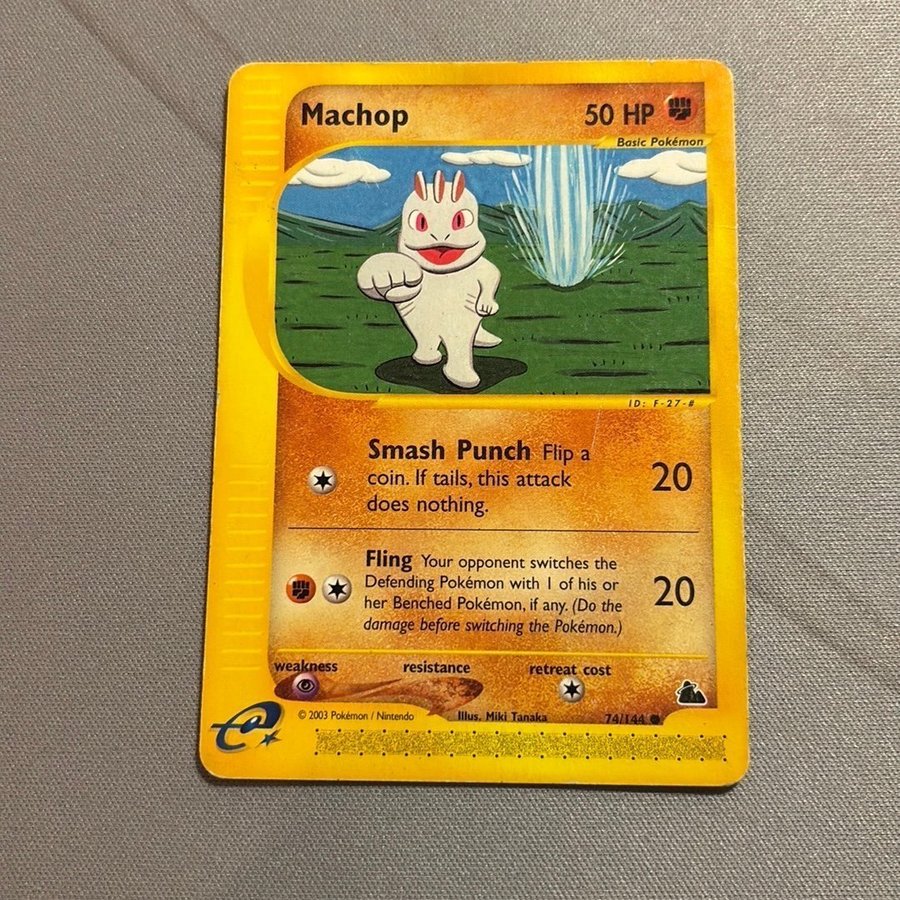 Machop 50 HP
Basic Pokémon
ID: F-27-#
Smash Punch Flip a
coin. If tails, this attack
does nothing.
20
Fling Your opponent switches the
Defending Pokémon with 1 of his or
her Benched Pokémon, if any. (Do the
damage before switching the Pokémon.)
20
weakness resistance retreat cost
© 2003 Pokémon / Nintendo Illus. Miki Tanaka 74/144
e